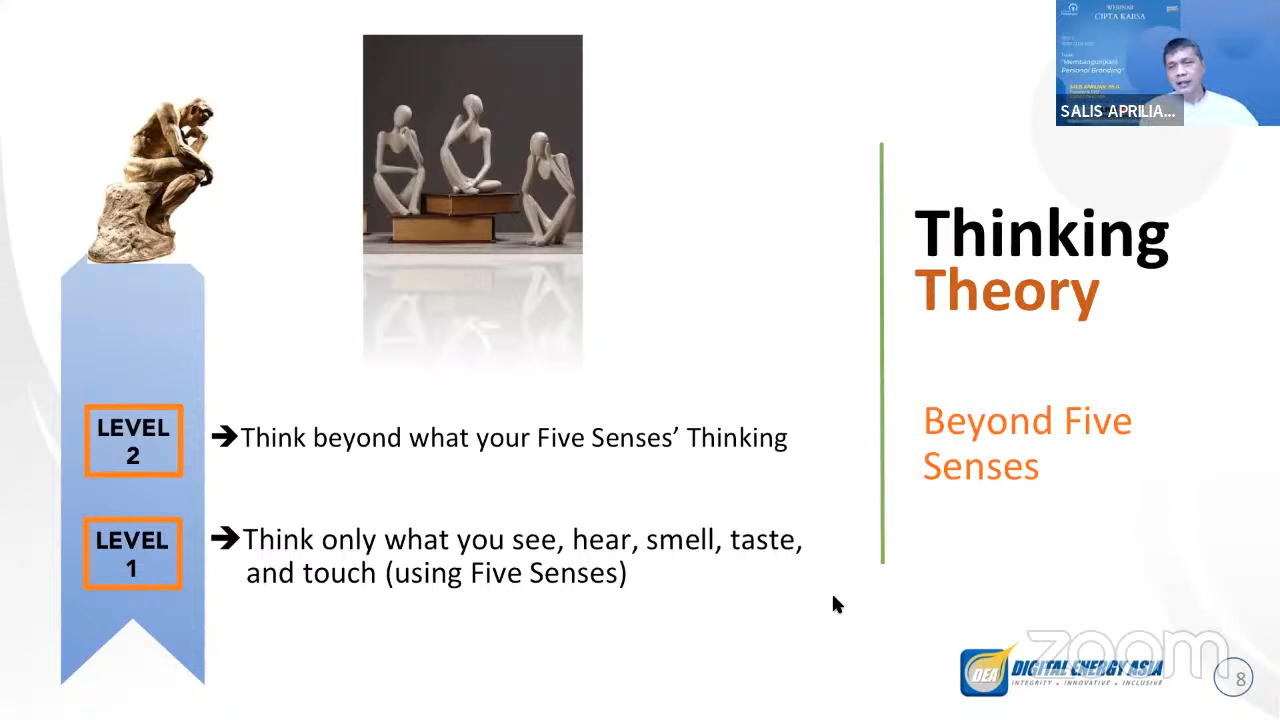 WEBINAR
CIPTA KARSA
"Membangun(kan)
Personal Branding"
SALIS APRILIA...
Thinking
Theory
Beyond Five
Senses
LEVEL
2
➔Think beyond what your Five Senses’ Thinking
LEVEL
1
➔Think only what you see, hear, smell, taste,
and touch (using Five Senses)
zoom
DEA
DIGITAL ENERGY ASIA
INTEGRITY • INNOVATIVE • INCLUSIVE
8